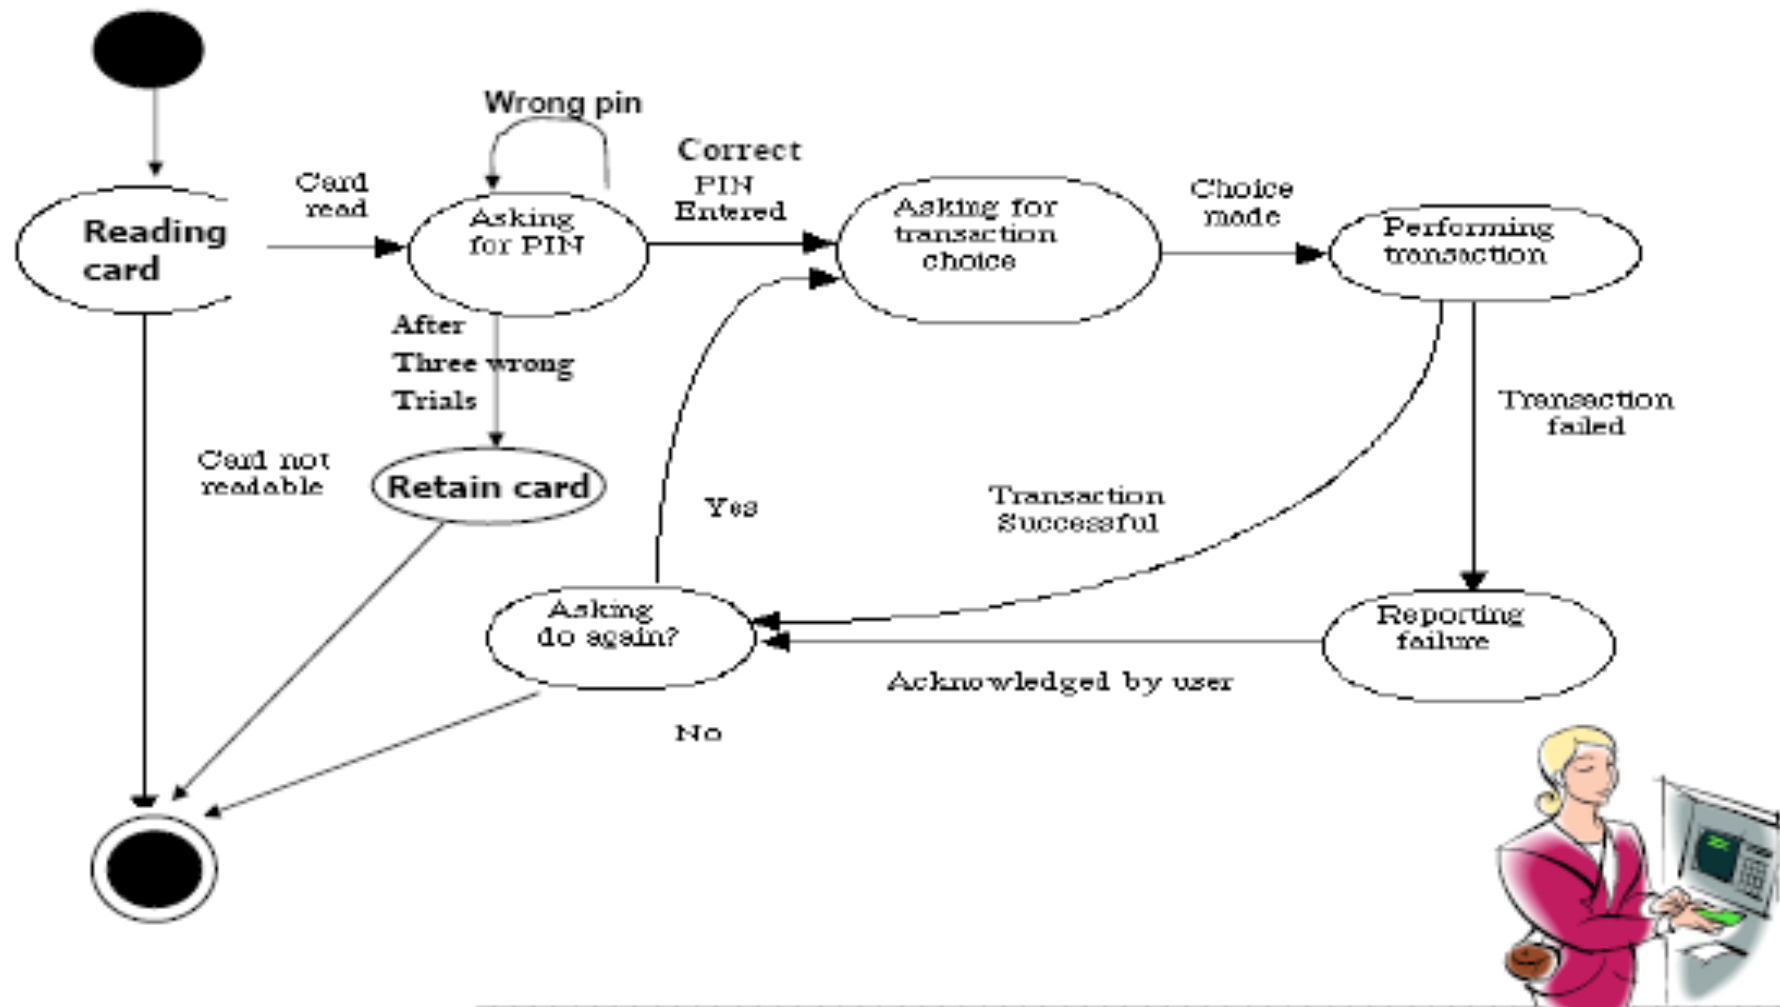 Wrong pin
Correct
PIN
Entered
Card
read
Reading
card
Asking
for PIN
Asking for
transaction
choice
Choice
made
Performing
transaction
After
Three wrong
Trials
Transaction
failed
Card not
readable
Retain card
Yes
Transaction
Successful
Asking
do again?
Reporting
failure
Acknowledged by user
No